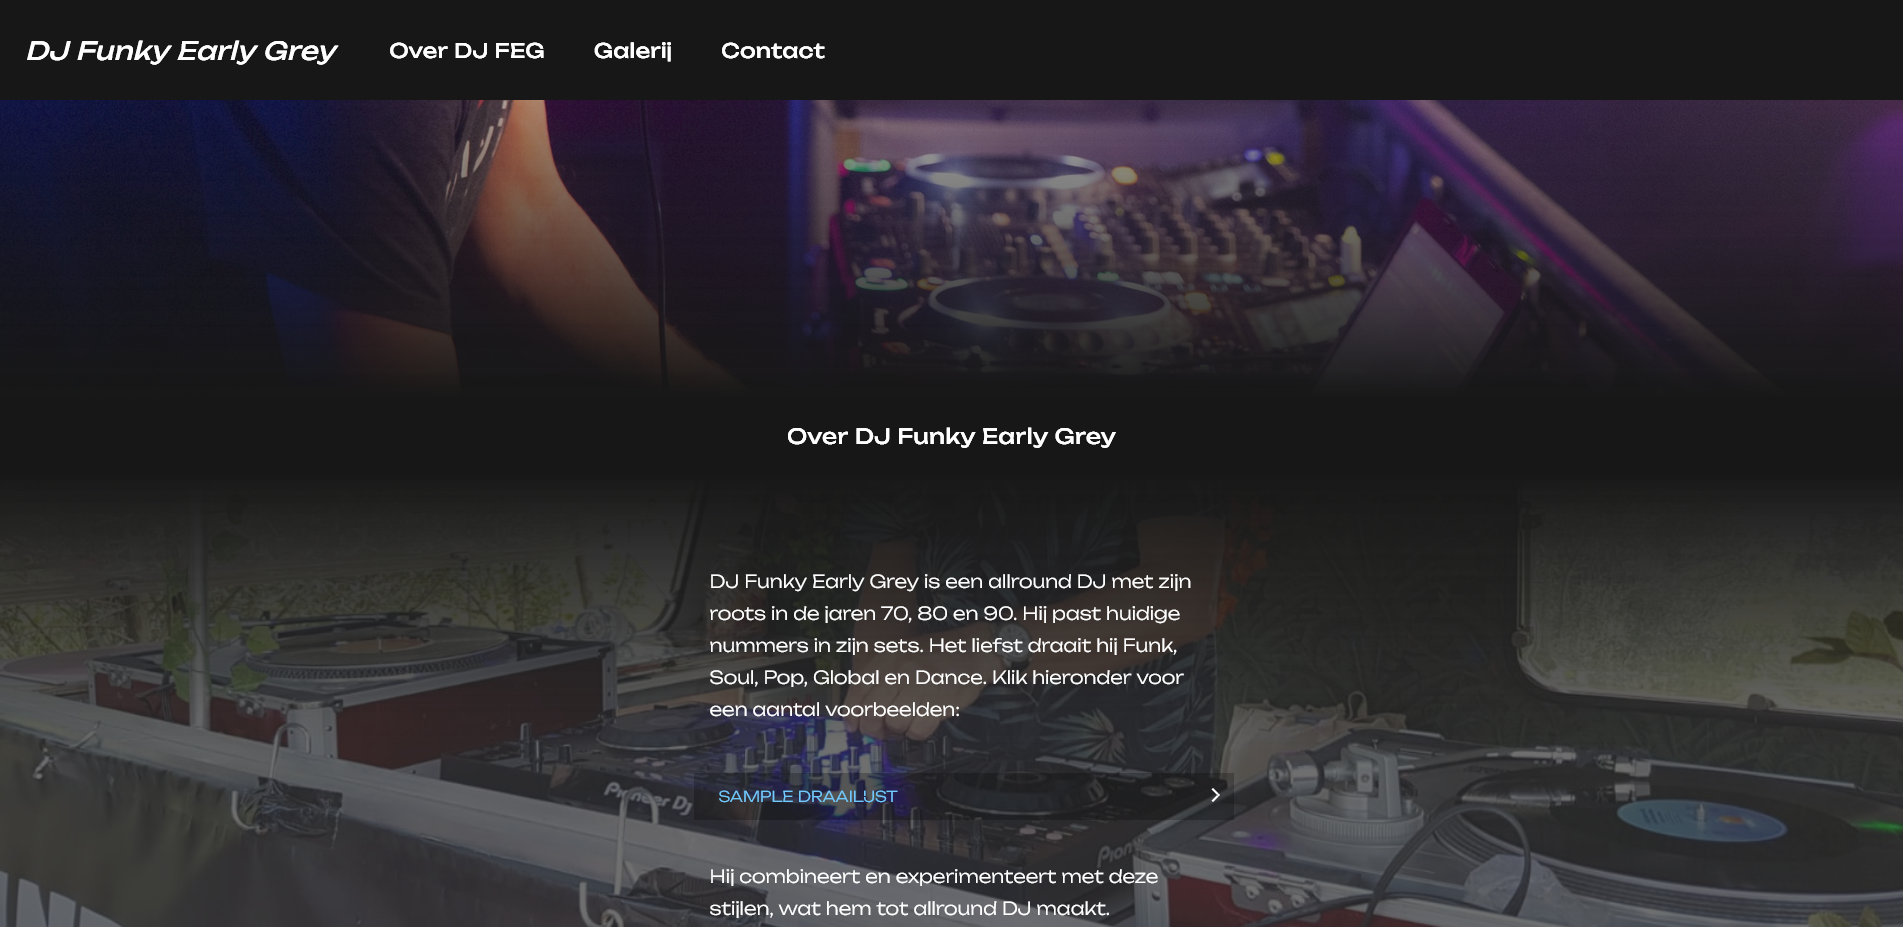 DJ Funky Early Grey Over DJ FEG Galerij Contact
Over DJ Funky Early Grey
DJ Funky Early Grey is een allround DJ met zijn
roots in de jaren 70, 80 en 90. Hij past huidige
nummers in zijn sets. Het liefst draait hij Funk,
Soul, Pop, Global en Dance. Klik hieronder voor
een aantal voorbeelden:
SAMPLE DRAAILIJST
Pioneer Dj
Hij combineert en experimenteert met deze
stijlen, wat hem tot allround DJ maakt.